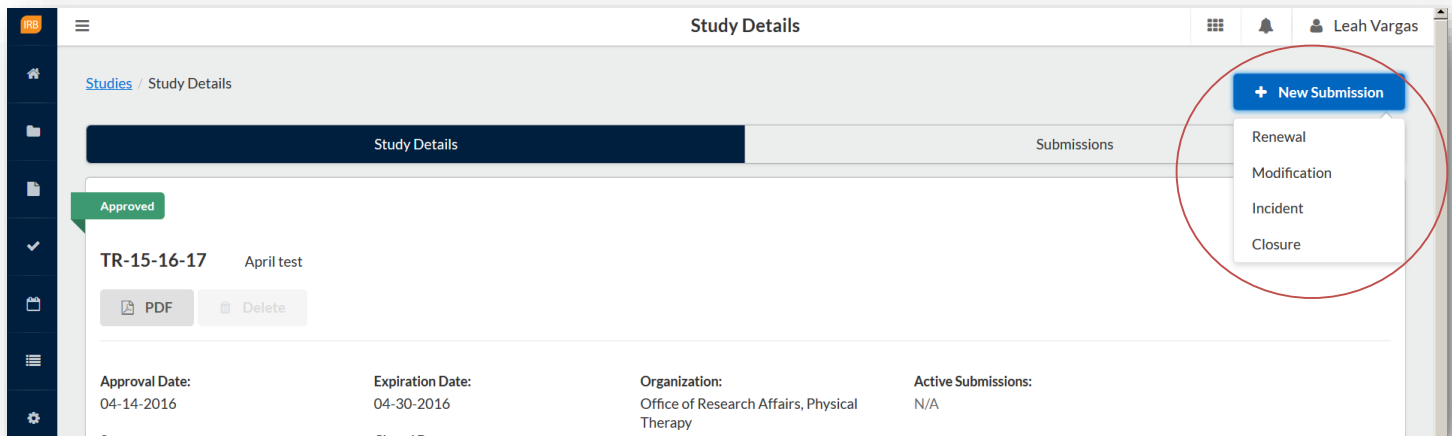 IRB
Study Details
Leah Vargas
Studies / Study Details
+ New Submission
Renewal
Modification
Incident
Closure
Study Details
Submissions
Approved
TR-15-16-17 April test
PDF
Delete
Approval Date:
04-14-2016
Expiration Date:
04-30-2016
Organization:
Office of Research Affairs, Physical
Therapy
Active Submissions:
N/A